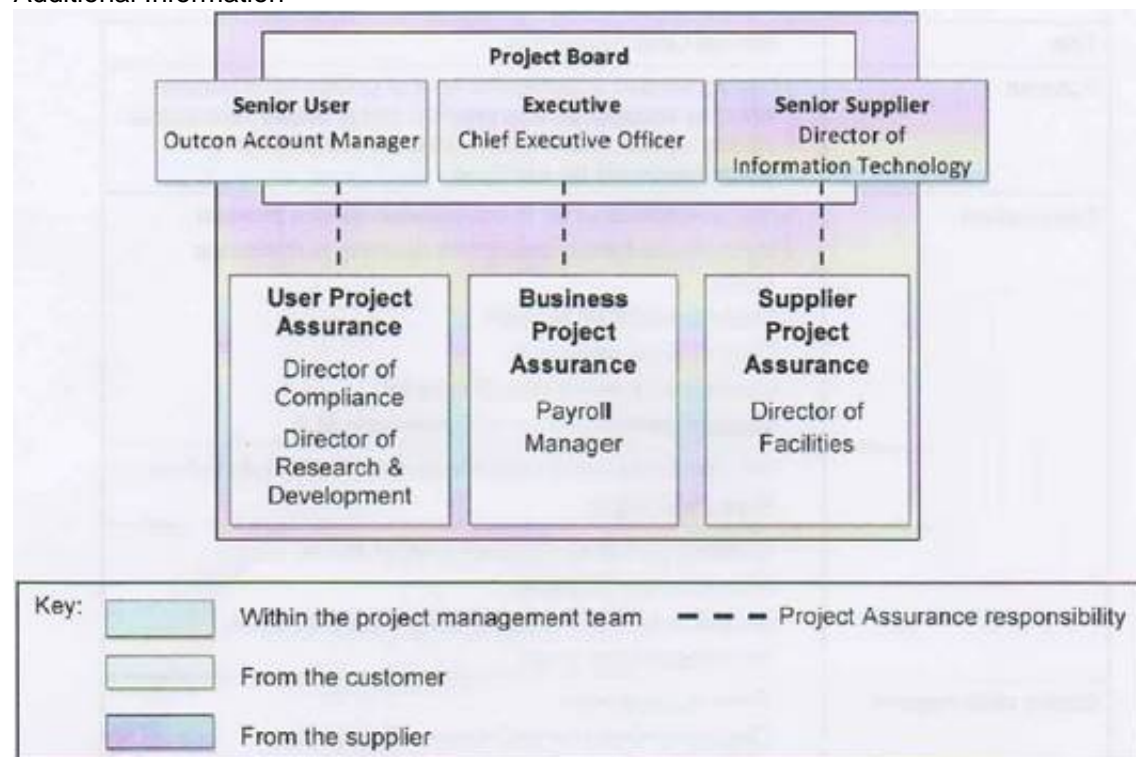 Additional Information
Project Board
Senior User
Outcon Account Manager
Executive
Chief Executive Officer
Senior Supplier
Director of
Information Technology
User Project
Assurance
Director of
Compliance
Director of
Research &
Development
Business
Project
Assurance
Payroll
Manager
Supplier
Project
Assurance
Director of
Facilities
Key:
Within the project management team
Project Assurance responsibility
From the customer
From the supplier